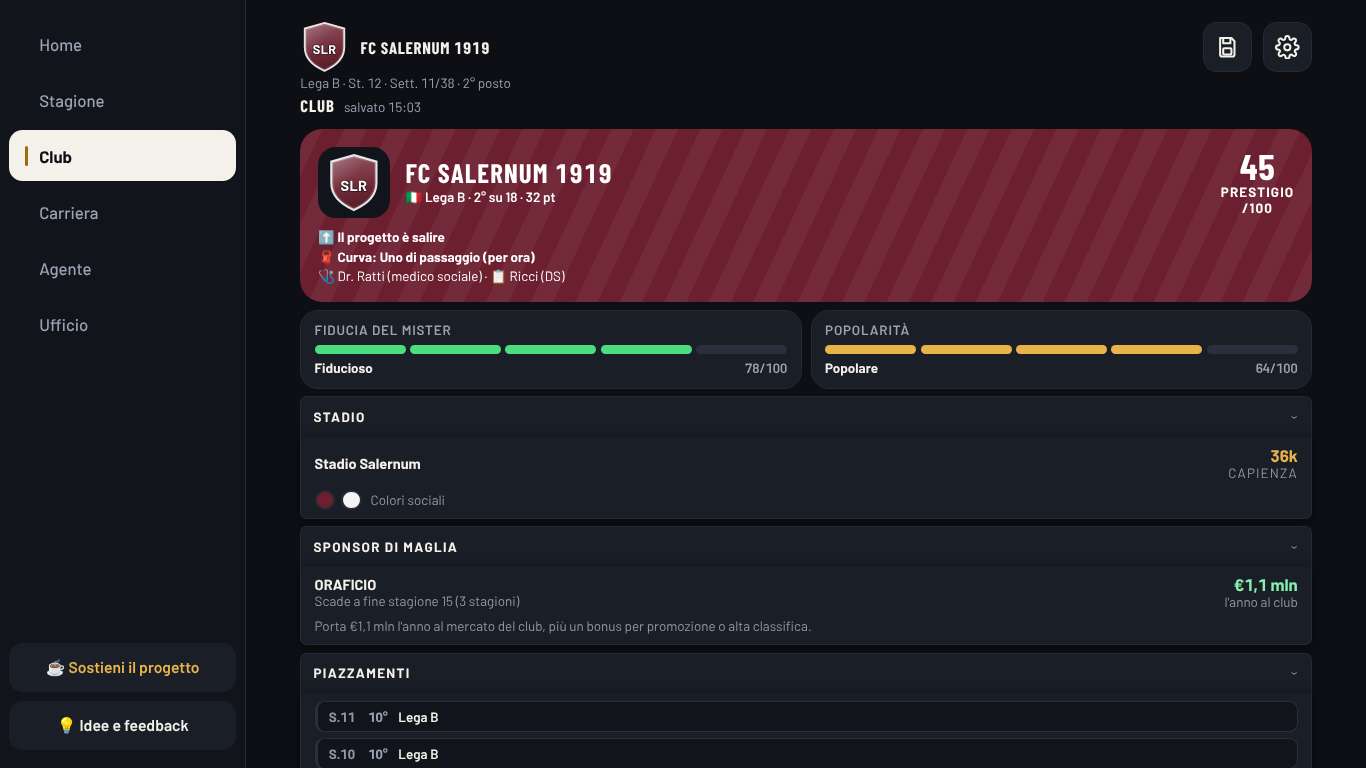 Home
Stagione
Club
Carriera
Agente
Ufficio
☕ Sostieni il progetto
💡 Idee e feedback
SLR
FC SALERNUM 1919
Lega B · St. 12 · Sett. 11/38 · 2° posto
CLUB salvato 15:03
SLR
FC SALERNUM 1919
🇮🇹 Lega B · 2° su 18 · 32 pt
45
PRESTIGIO
/100
⬆️ Il progetto è salire
🧣 Curva: Uno di passaggio (per ora)
🩺 Dr. Ratti (medico sociale) · 📋 Ricci (DS)
FIDUCIA DEL MISTER
Fiducioso 78/100
POPOLARITÀ
Popolare 64/100
STADIO
Stadio Salernum
36k
CAPIENZA
Colori sociali
SPONSOR DI MAGLIA
ORAFICIO
Scade a fine stagione 15 (3 stagioni)
€1,1 mln
l'anno al club
Porta €1,1 mln l'anno al mercato del club, più un bonus per promozione o alta classifica.
PIAZZAMENTI
S.11 10° Lega B
S.10 10° Lega B